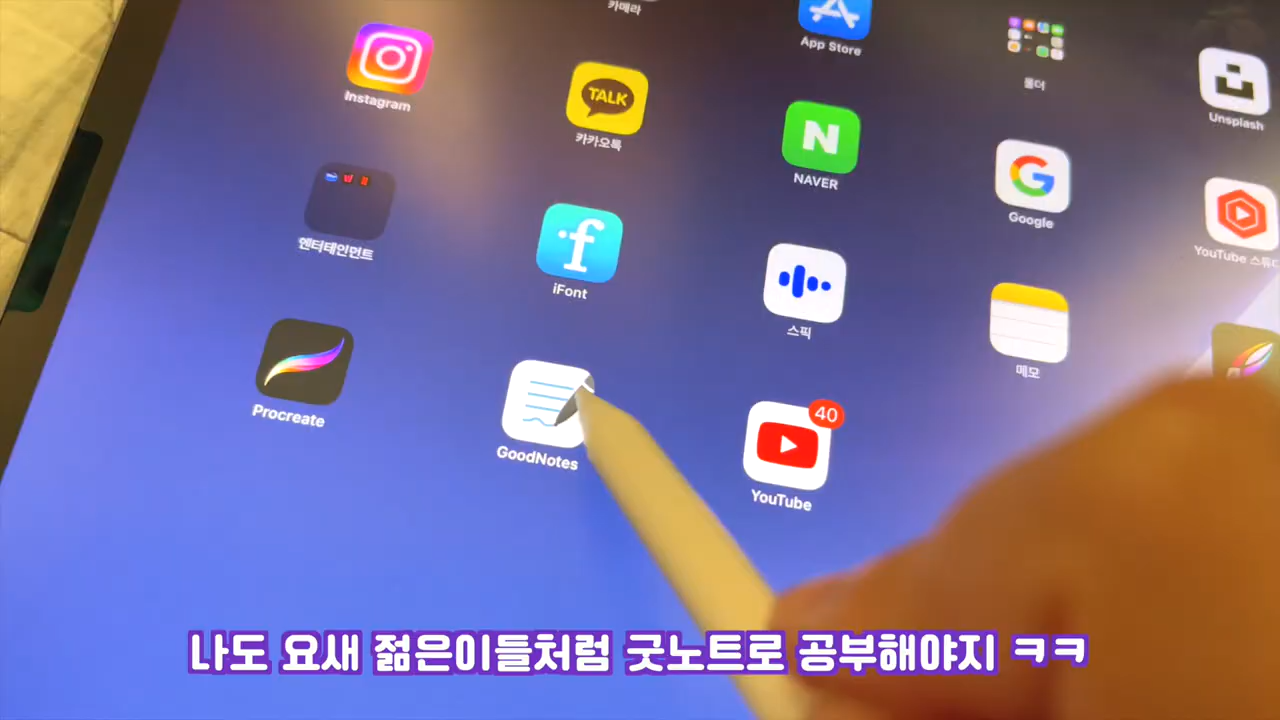 카메라
App Store
폴더
Unsplash
Instagram
TALK
카카오톡
N
NAVER
G
Google
YouTube 스튜디
엔터테인먼트
f
iFont
스픽
메모
Procreate
GoodNotes
40
YouTube
나도 요새 젊은이들처럼 굿노트로 공부해야지 ㅋㅋ